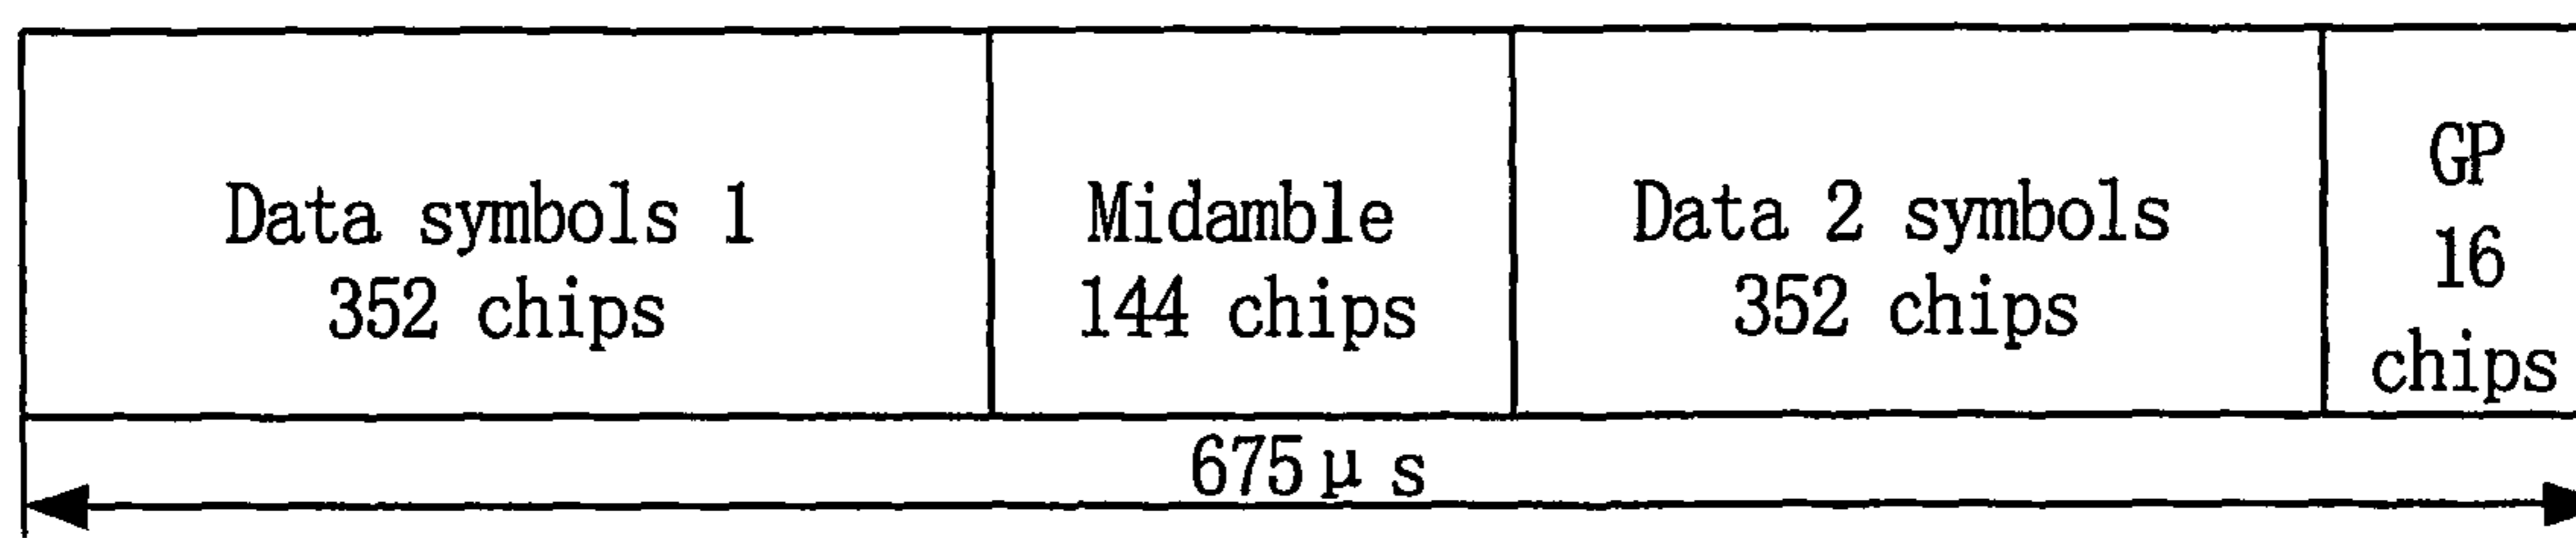 Data symbols 1
352 chips
Midamble
144 chips
Data 2 symbols
352 chips
GP
16
chips
675μs